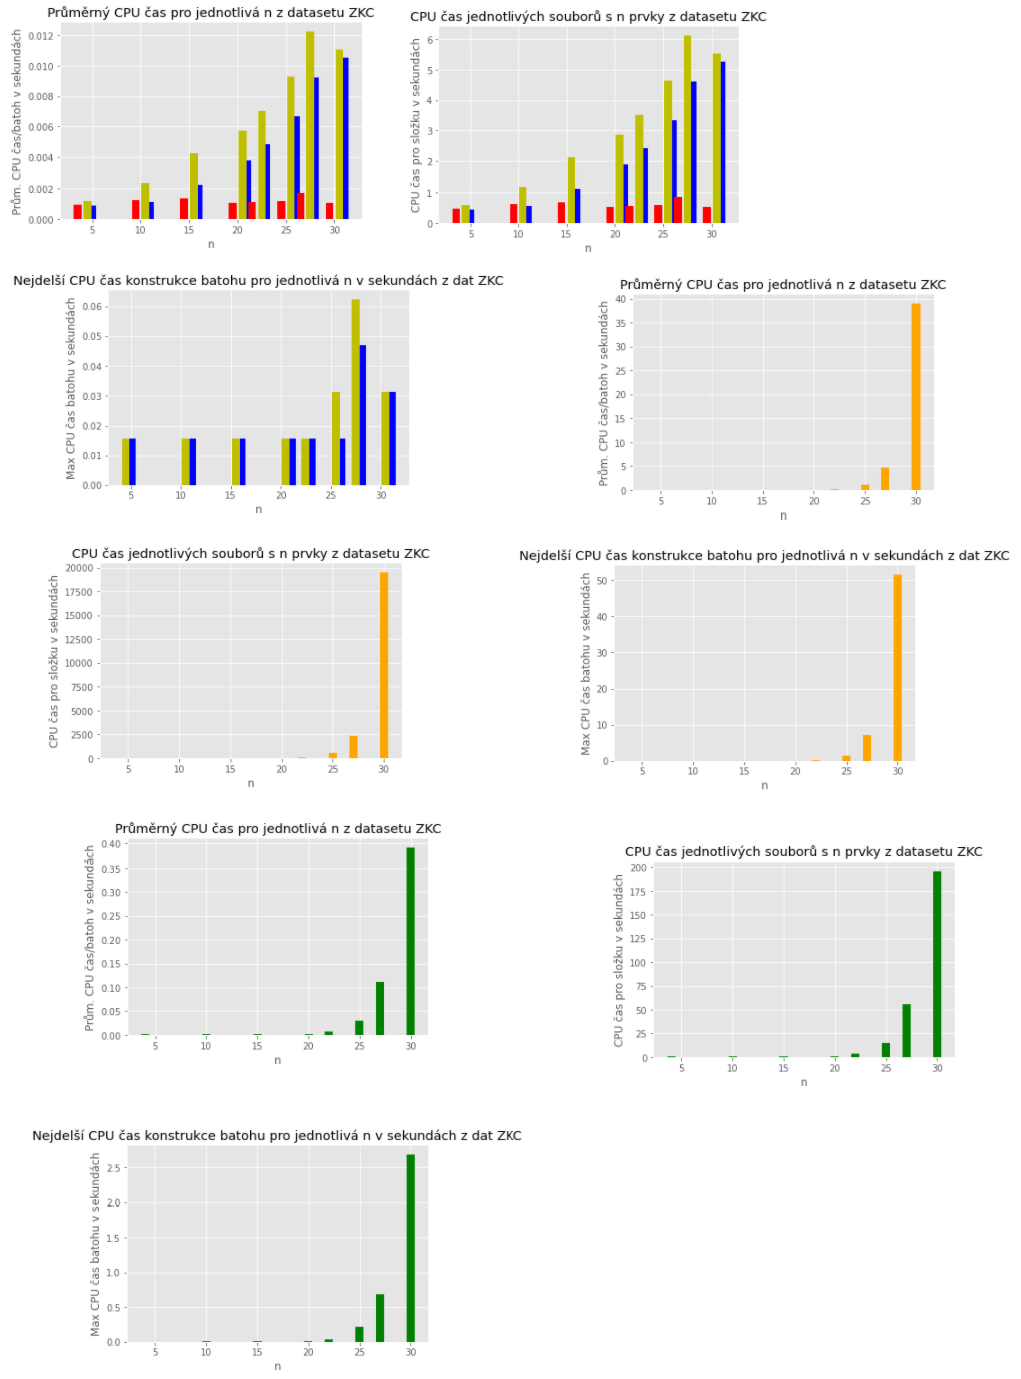 Průměrný CPU čas pro jednotlivá n z datasetu ZKC
Prům. CPU čas/batoh v sekundách
0.012
0.010
0.008
0.006
0.004
0.002
0.000
5 10 15 20 25 30
n
CPU čas jednotlivých souborů s n prvky z datasetu ZKC
CPU čas pro složku v sekundách
6
5
4
3
2
1
0
5 10 15 20 25 30
n
Nejdelší CPU čas konstrukce batohu pro jednotlivá n v sekundách z dat ZKC
Max CPU čas batohu v sekundách
0.06
0.05
0.04
0.03
0.02
0.01
0.00
5 10 15 20 25 30
n
Průměrný CPU čas pro jednotlivá n z datasetu ZKC
Prům. CPU čas/batoh v sekundách
40
35
30
25
20
15
10
5
0
5 10 15 20 25 30
n
CPU čas jednotlivých souborů s n prvky z datasetu ZKC
CPU čas pro složku v sekundách
20000
17500
15000
12500
10000
7500
5000
2500
0
5 10 15 20 25 30
n
Nejdelší CPU čas konstrukce batohu pro jednotlivá n v sekundách z dat ZKC
Max CPU čas batohu v sekundách
50
40
30
20
10
0
5 10 15 20 25 30
n
Průměrný CPU čas pro jednotlivá n z datasetu ZKC
Prům. CPU čas/batoh v sekundách
0.40
0.35
0.30
0.25
0.20
0.15
0.10
0.05
0.00
5 10 15 20 25 30
n
CPU čas jednotlivých souborů s n prvky z datasetu ZKC
CPU čas pro složku v sekundách
200
175
150
125
100
75
50
25
0
5 10 15 20 25 30
n
Nejdelší CPU čas konstrukce batohu pro jednotlivá n v sekundách z dat ZKC
Max CPU čas batohu v sekundách
2.5
2.0
1.5
1.0
0.5
0.0
5 10 15 20 25 30
n